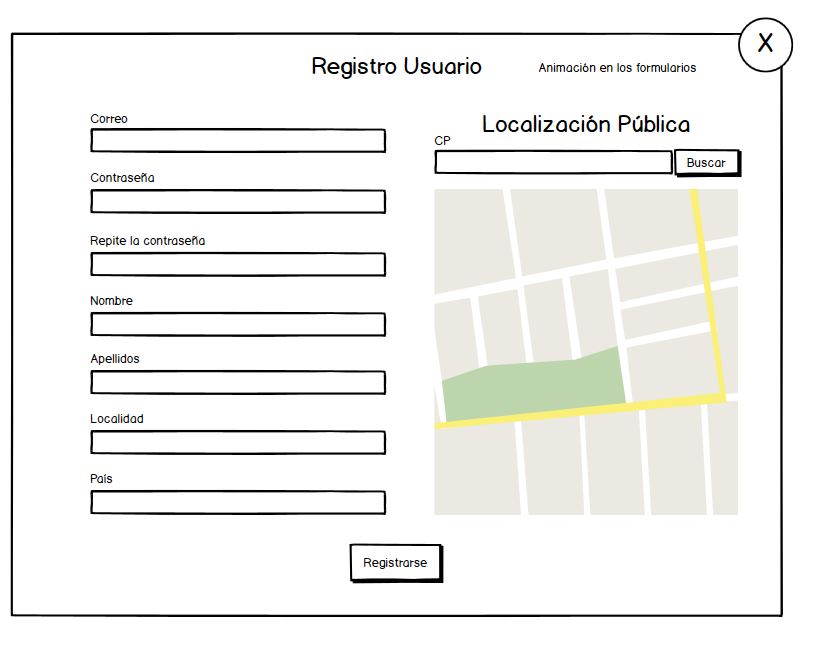 X
Registro Usuario
Animación en los formularios
Correo
Contraseña
Repite la contraseña
Nombre
Apellidos
Localidad
País
Localización Pública
CP
Buscar
Registrarse